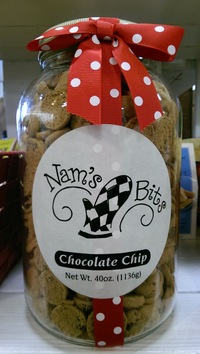 Nam's
Bits
Chocolate Chip
Net Wt. 40oz. (1136g)